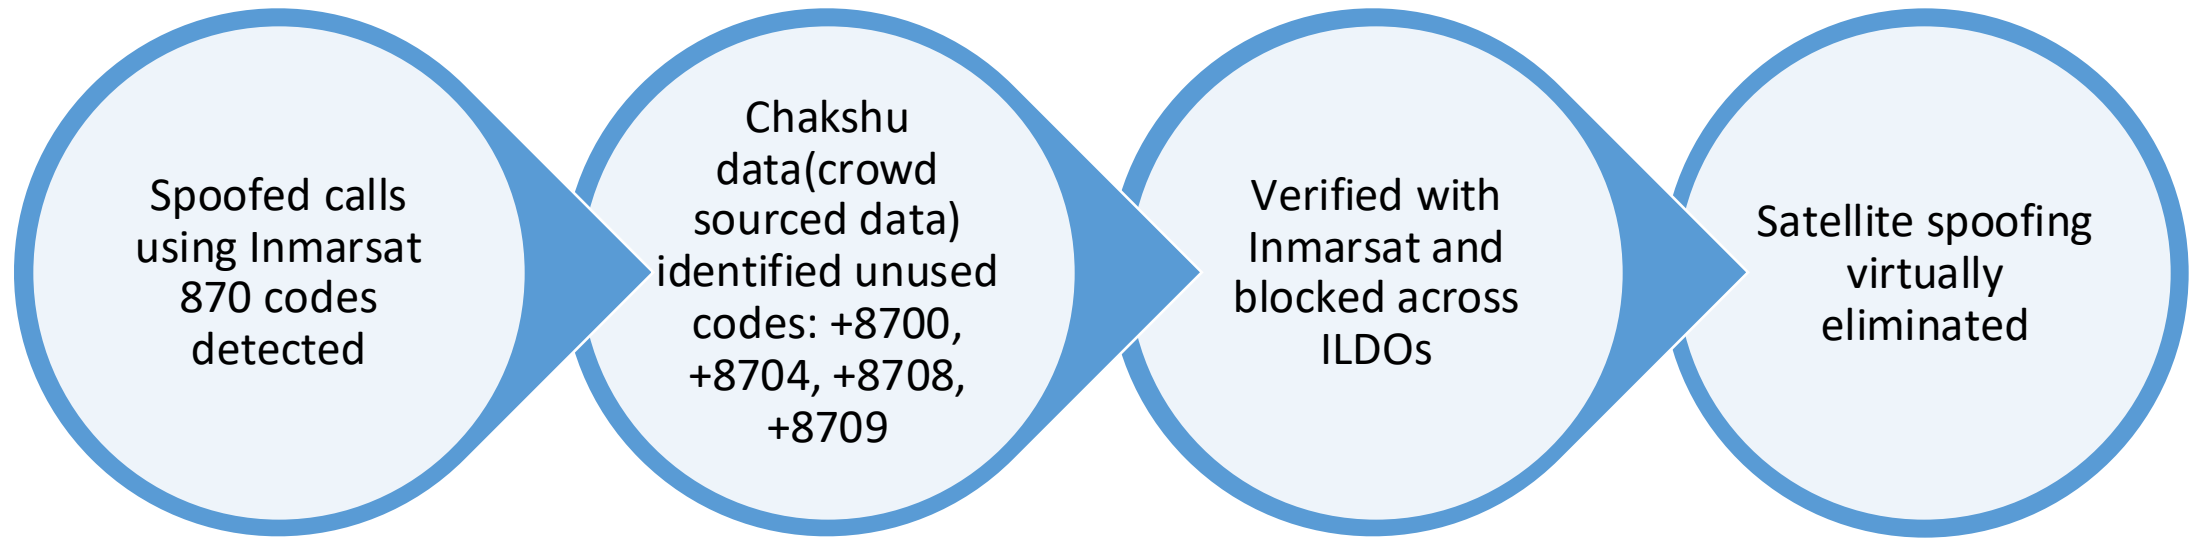 Spoofed calls
using Inmarsat
870 codes
detected
Chakshu
data(crowd
sourced data)
identified unused
codes: +8700,
+8704, +8708,
+8709
Verified with
Inmarsat and
blocked across
ILDOs
Satellite spoofing
virtually
eliminated